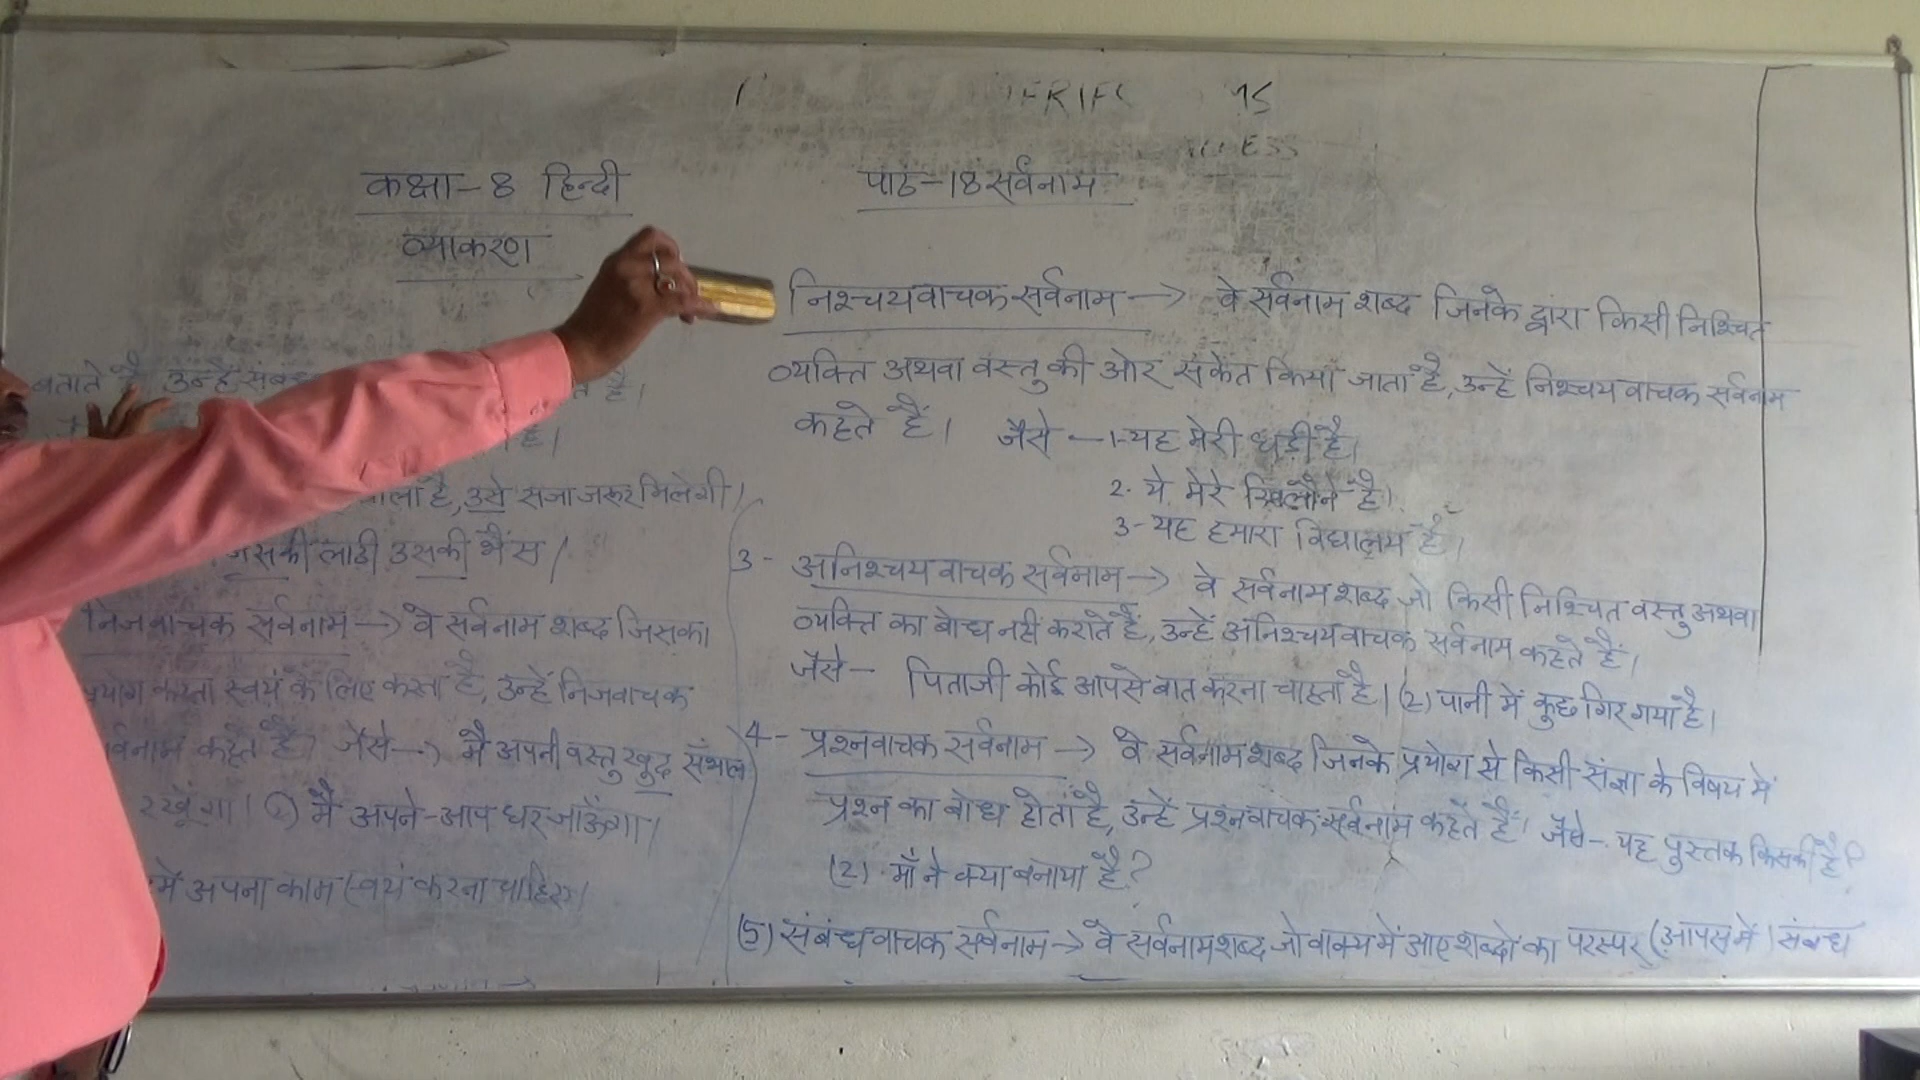 कक्षा-8 हिन्दी
व्याकरण
पाठ-18 सर्वनाम
निश्चयवाचक सर्वनाम → वे सर्वनाम शब्द जिनके द्वारा किसी निश्चित
व्यक्ति अथवा वस्तु की ओर संकेत किया जाता है, उन्हें निश्चयवाचक सर्वनाम
कहते हैं। जैसे - 1-यह मेरी घड़ी है।
2. ये मेरे खिलौने है।
3-यह हमारा विद्यालय है।
3- अनिश्चयवाचक सर्वनाम → वे सर्वनाम शब्द जो किसी निश्चित वस्तु अथवा
व्यक्ति का बोध नही कराते हैं, उन्हें अनिश्चयवाचक सर्वनाम कहते हैं।
जैसे- पिताजी कोई आपसे बात करना चाहता है। (2) पानी में कुछ गिर गया है।
4- प्रश्नवाचक सर्वनाम → वे सर्वनाम शब्द जिनके प्रयोग से किसी संज्ञा के विषय में
प्रश्न का बोध होता है, उन्हें प्रश्नवाचक सर्वनाम कहते हैं। जैसे- यह पुस्तक किसकी है?
(2) माँ ने क्या बनाया है?
(5) संबंधवाचक सर्वनाम → वे सर्वनाम शब्द जो वाक्य में आए शब्दो का परस्पर (आपस में) संबंध
बताते हैं उन्हें
है, उसे सजा जरूर मिलेगी।
जिसकी लाठी उसकी भैंस।
निजवाचक सर्वनाम → वे सर्वनाम शब्द जिसका
प्रयोग कर्ता स्वयं के लिए करता है, उन्हें निजवाचक
सर्वनाम कहते हैं। जैसे → मै अपनी वस्तु खुद सँभाल
रखूंगा। (2) मै अपने-आप घर जाऊँगा।
में अपना काम स्वयं करना चाहिए।